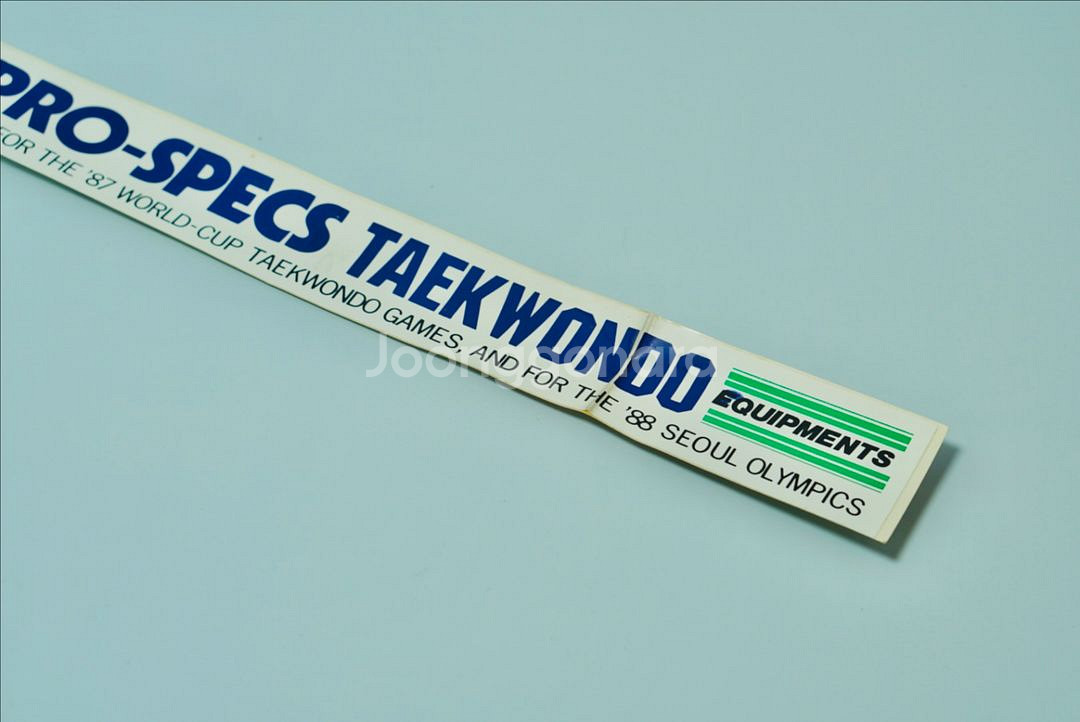 PRO-SPECS TAEKWONDO EQUIPMENTS
FOR THE '87 WORLD-CUP TAEKWONDO GAMES, AND FOR THE '88 SEOUL OLYMPICS
Joongonara